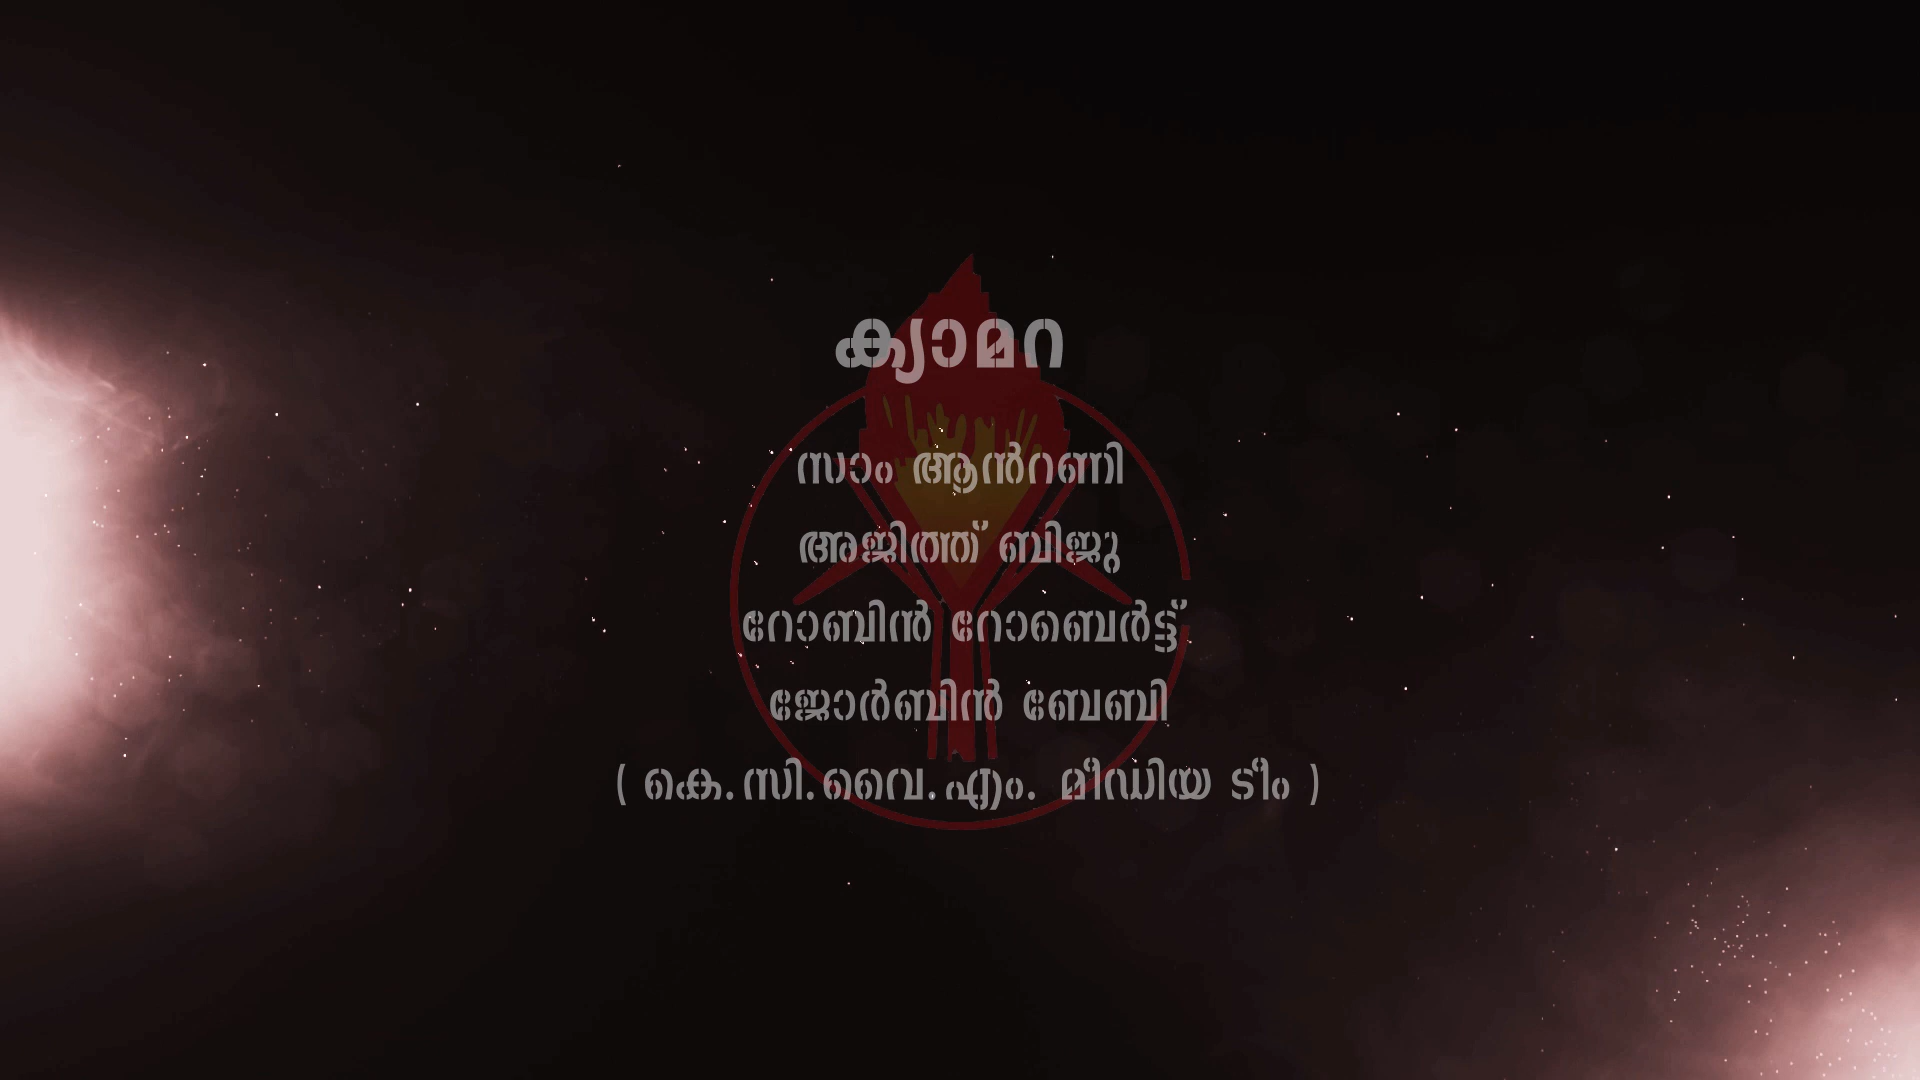 ക്യാമറ
സാം ആൻറണി
അജിത്ത് ബിജു
റോബിൻ റോബെർട്ട്
ജോർബിൻ ബേബി
( കെ.സി.വൈ.എം. മീഡിയ ടീം )